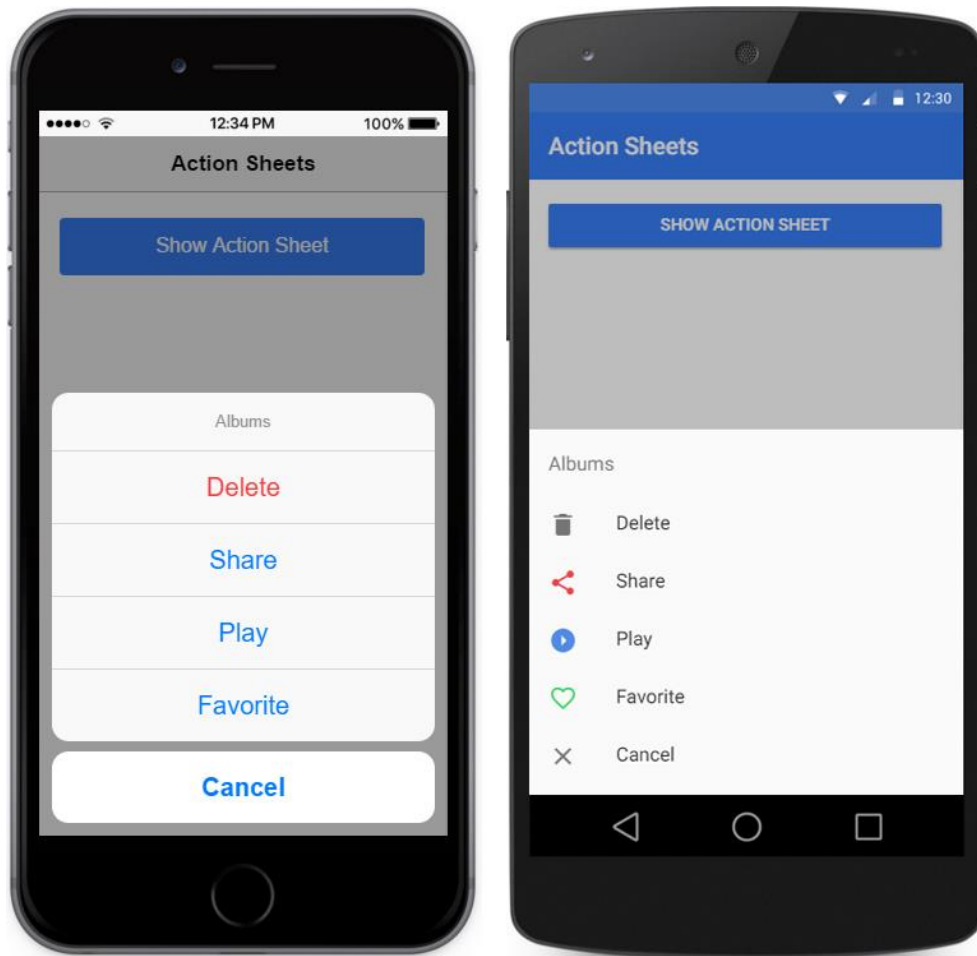 12:34 PM
100%
Action Sheets
Show Action Sheet
Albums
Delete
Share
Play
Favorite
Cancel
12:30
Action Sheets
SHOW ACTION SHEET
Albums
Delete
Share
Play
Favorite
Cancel